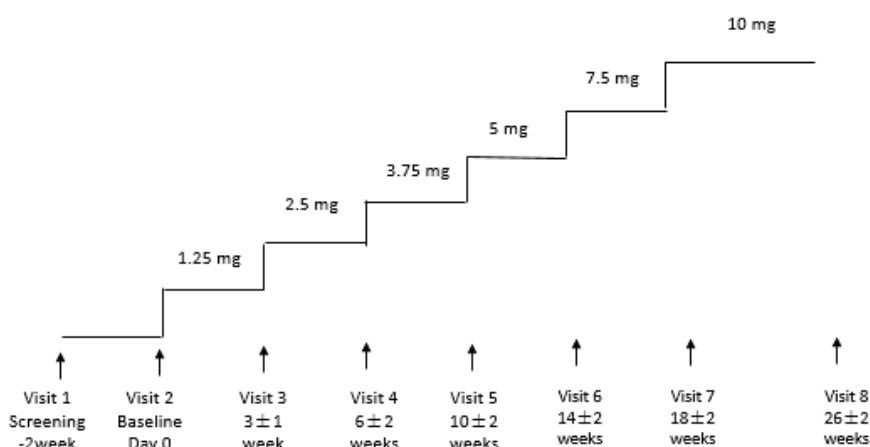 10 mg
7.5 mg
5 mg
3.75 mg
2.5 mg
1.25 mg
Visit 1
Screening
-2week
Visit 2
Baseline
Day 0
Visit 3
3±1
week
Visit 4
6±2
weeks
Visit 5
10±2
weeks
Visit 6
14±2
weeks
Visit 7
18±2
weeks
Visit 8
26±2
weeks